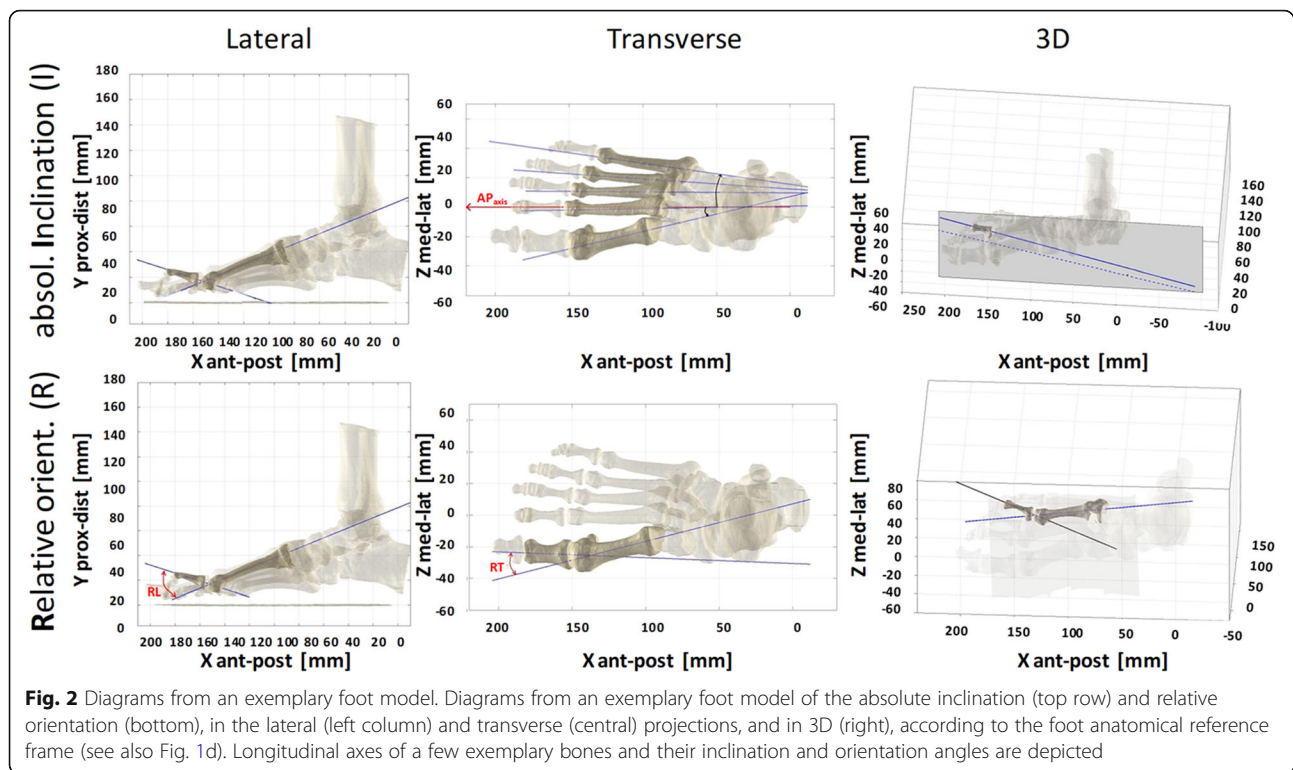 Lateral
Transverse
3D
absol. Inclination (I)
Y prox-dist [mm]
180
160
140
120
100
80
60
40
20
0
200 180 160 140 120 100 80 60 40 20 0
X ant-post [mm]
Z med-lat [mm]
60
40
20
0
-20
-40
-60
APaxis
200 150 100 50 0
X ant-post [mm]
Z med-lat [mm]
60
40
20
0
-20
-40
-60
250 200 150 100 50 0 -50 -100
160
120
100
80
60
40
20
0
X ant-post [mm]
Relative orient. (R)
Y prox-dist [mm]
180
160
140
120
100
80
60
40
20
0
RL
200 180 160 140 120 100 80 60 40 20 0
X ant-post [mm]
Z med-lat [mm]
60
40
20
0
-20
-40
-60
RT
200 150 100 50 0
X ant-post [mm]
Z med-lat [mm]
80
60
40
20
0
-20
-40
-60
200 150 100 50 0 -50
150
100
50
0
X ant-post [mm]
Fig. 2 Diagrams from an exemplary foot model. Diagrams from an exemplary foot model of the absolute inclination (top row) and relative
orientation (bottom), in the lateral (left column) and transverse (central) projections, and in 3D (right), according to the foot anatomical reference
frame (see also Fig. 1d). Longitudinal axes of a few exemplary bones and their inclination and orientation angles are depicted